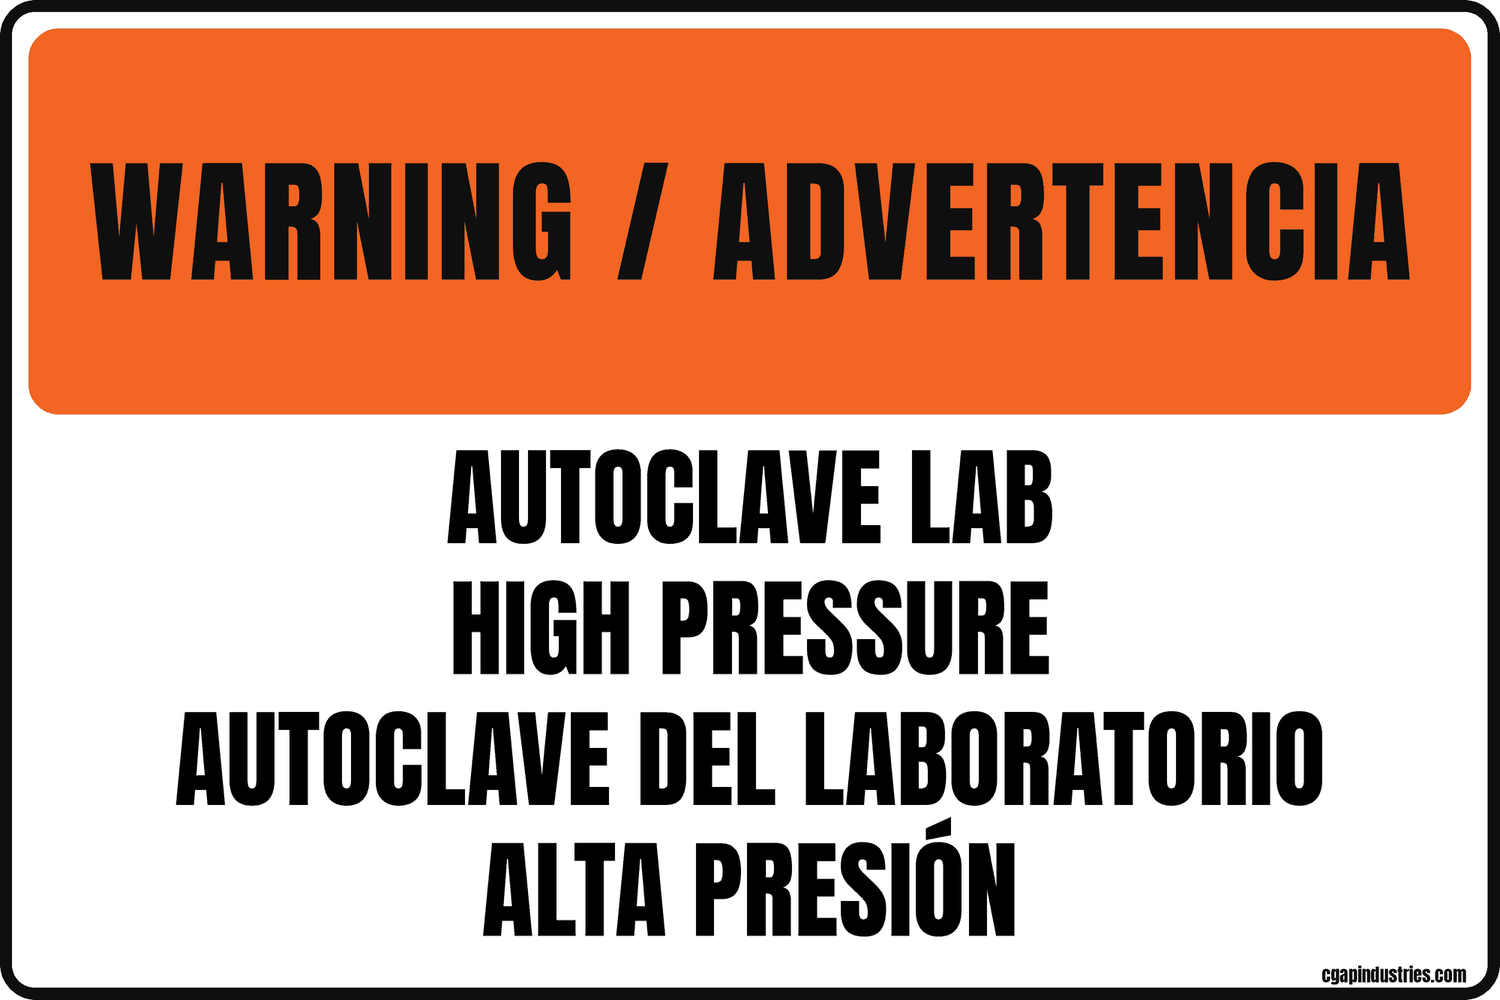 WARNING / ADVERTENCIA
AUTOCLAVE LAB
HIGH PRESSURE
AUTOCLAVE DEL LABORATORIO
ALTA PRESIÓN
cgapindustries.com